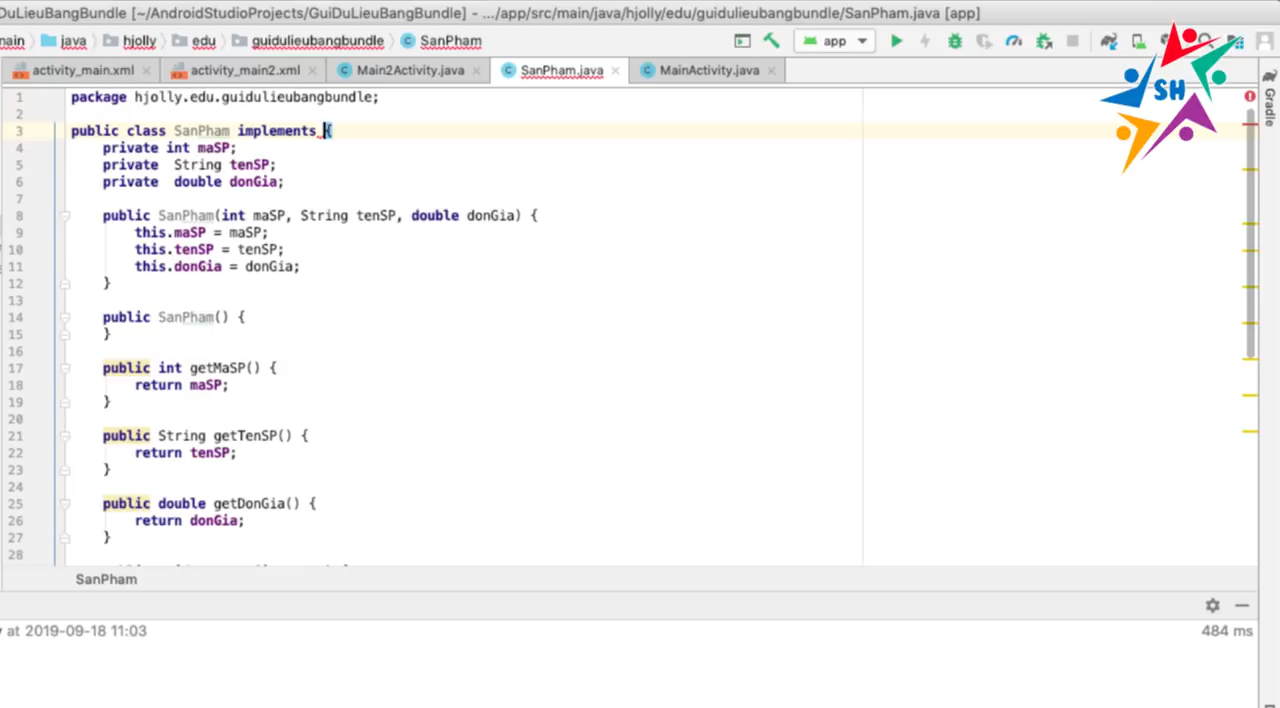 DuLieuBangBundle [~/AndroidStudioProjects/GuiDuLieuBangBundle] - .../app/src/main/java/hjolly/edu/guidulieubangbundle/SanPham.java [app]
main java hjolly edu guidulieubangbundle SanPham app
activity_main.xml activity_main2.xml Main2Activity.java SanPham.java MainActivity.java
SH
Gradle
1 package hjolly.edu.guidulieubangbundle;
2
3 public class SanPham implements {
4 private int maSP;
5 private String tenSP;
6 private double donGia;
7
8 public SanPham(int maSP, String tenSP, double donGia) {
9 this.maSP = maSP;
10 this.tenSP = tenSP;
11 this.donGia = donGia;
12 }
13
14 public SanPham() {
15 }
16
17 public int getMaSP() {
18 return maSP;
19 }
20
21 public String getTenSP() {
22 return tenSP;
23 }
24
25 public double getDonGia() {
26 return donGia;
27 }
28
SanPham
at 2019-09-18 11:03 484 ms